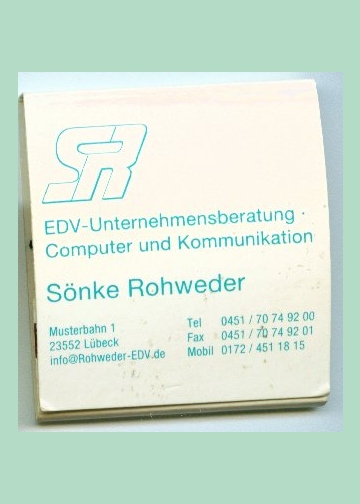 SR
EDV-Unternehmensberatung ·
Computer und Kommunikation
Sönke Rohweder
Musterbahn 1
23552 Lübeck
info@Rohweder-EDV.de
Tel 0451 / 70 74 92 00
Fax 0451 / 70 74 92 01
Mobil 0172 / 451 18 15